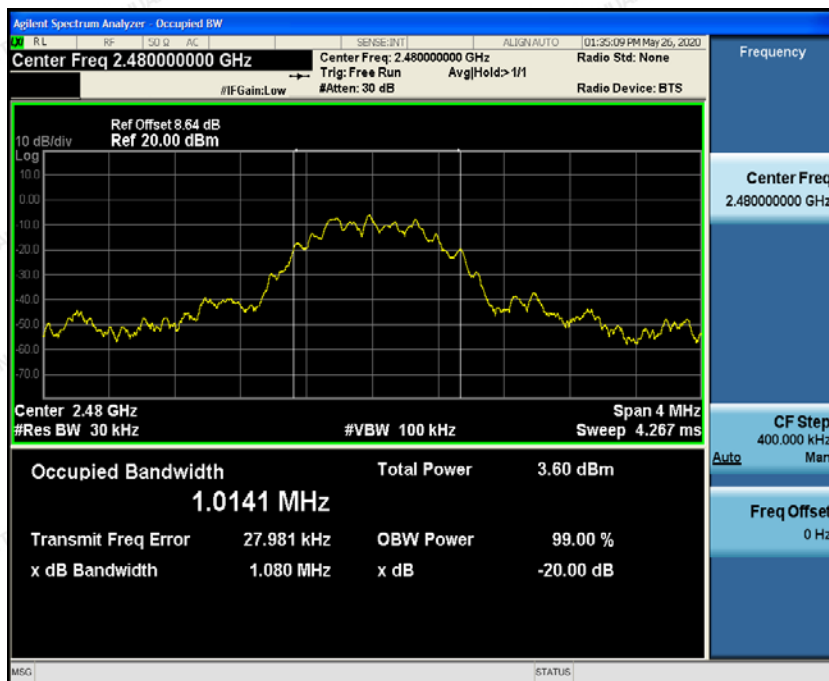 Agilent Spectrum Analyzer - Occupied BW
RL RF 50 Ω AC SENSE:INT ALIGNAUTO 01:35:09 PM May 26, 2020
Center Freq 2.480000000 GHz
Center Freq: 2.480000000 GHz
Radio Std: None
Trig: Free Run Avg|Hold:>1/1
#IFGain:Low #Atten: 30 dB Radio Device: BTS
Ref Offset 8.64 dB
10 dB/div Ref 20.00 dBm
Log
10.0
0.00
-10.0
-20.0
-30.0
-40.0
-50.0
-60.0
-70.0
Center 2.48 GHz Span 4 MHz
#Res BW 30 kHz #VBW 100 kHz Sweep 4.267 ms
Occupied Bandwidth Total Power 3.60 dBm
1.0141 MHz
Transmit Freq Error 27.981 kHz OBW Power 99.00 %
x dB Bandwidth 1.080 MHz x dB -20.00 dB
MSG STATUS
Frequency
Center Freq
2.480000000 GHz
CF Step
400.000 kHz
Auto Man
Freq Offset
0 Hz